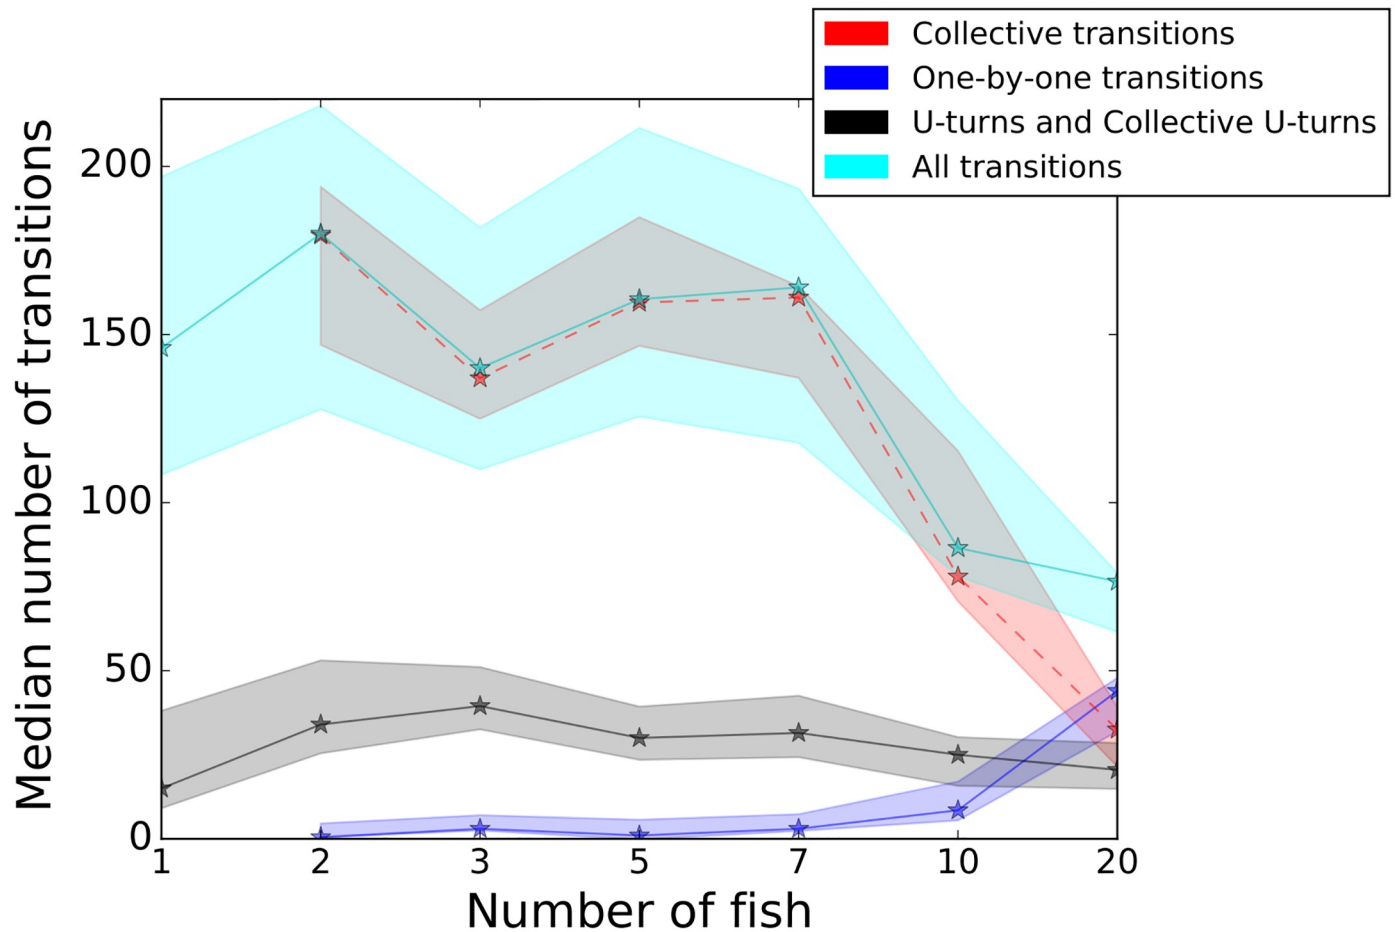 Collective transitions
One-by-one transitions
U-turns and Collective U-turns
All transitions
Median number of transitions
200
150
100
50
0
1 2 3 5 7 10 20
Number of fish